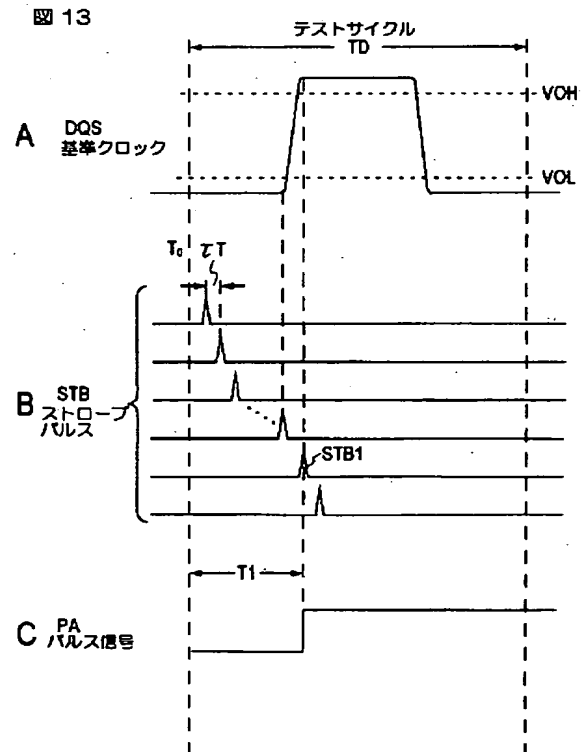 図 13
テストサイクル
TD
VOH
A DQS
基準クロック
VOL
T₀ τT
B STB
ストローブ
パルス
STB1
T1
C PA
パルス信号